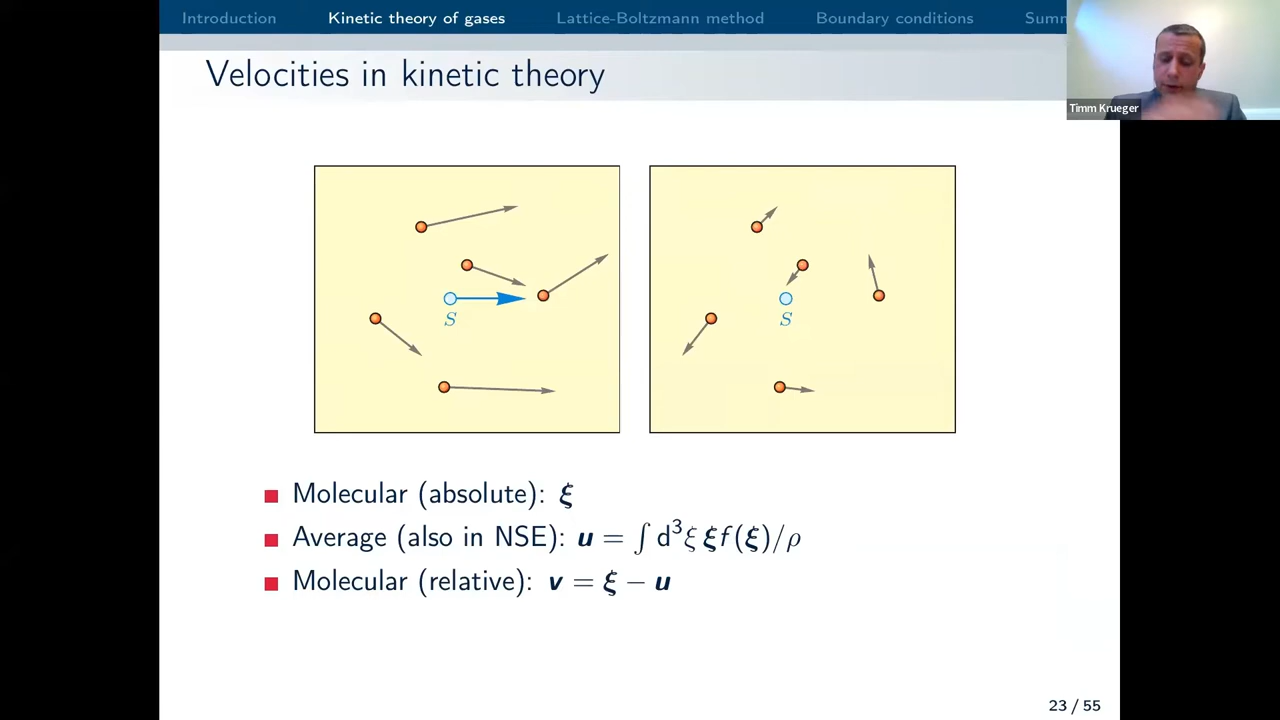 Introduction Kinetic theory of gases Lattice-Boltzmann method Boundary conditions
Velocities in kinetic theory
Timm Krueger
S
S
Molecular (absolute): ξ
Average (also in NSE): u = ∫ d³ξ ξf(ξ)/ρ
Molecular (relative): v = ξ − u
23 / 55